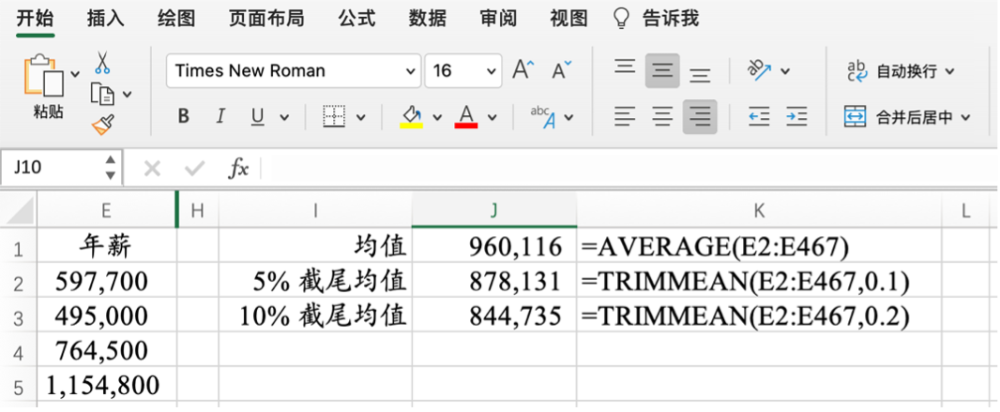 开始 插入 绘图 页面布局 公式 数据 审阅 视图 告诉我
Times New Roman 16 A A ab 自动换行
粘贴 B I U A abc A 合并后居中
J10 fx
E H I J K L
1 年薪 均值 960,116 =AVERAGE(E2:E467)
2 597,700 5% 截尾均值 878,131 =TRIMMEAN(E2:E467,0.1)
3 495,000 10% 截尾均值 844,735 =TRIMMEAN(E2:E467,0.2)
4 764,500
5 1,154,800